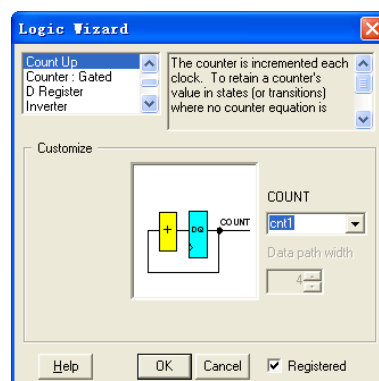 Logic Wizard
Count Up
Counter : Gated
D Register
Inverter
The counter is incremented each
clock. To retain a counter's
value in states (or transitions)
where no counter equation is
Customize
+
DQ
COUNT
COUNT
cnt1
Data path width
4
Help
OK
Cancel
Registered